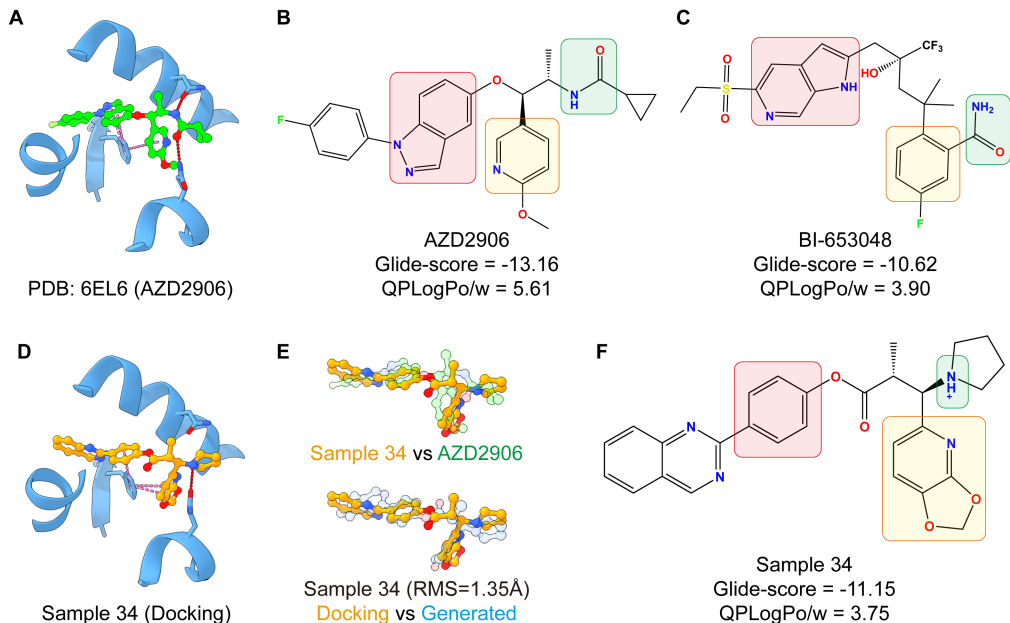 A
PDB: 6EL6 (AZD2906)
B
F
N
N
O
N
O
NH
O
AZD2906
Glide-score = -13.16
QPLogPo/w = 5.61
C
O
S
O
N
NH
HO
CF3
NH2
O
F
BI-653048
Glide-score = -10.62
QPLogPo/w = 3.90
D
Sample 34 (Docking)
E
Sample 34 vs AZD2906
Sample 34 (RMS=1.35Å)
Docking vs Generated
F
N
N
O
O
NH
+
N
O
O
Sample 34
Glide-score = -11.15
QPLogPo/w = 3.75